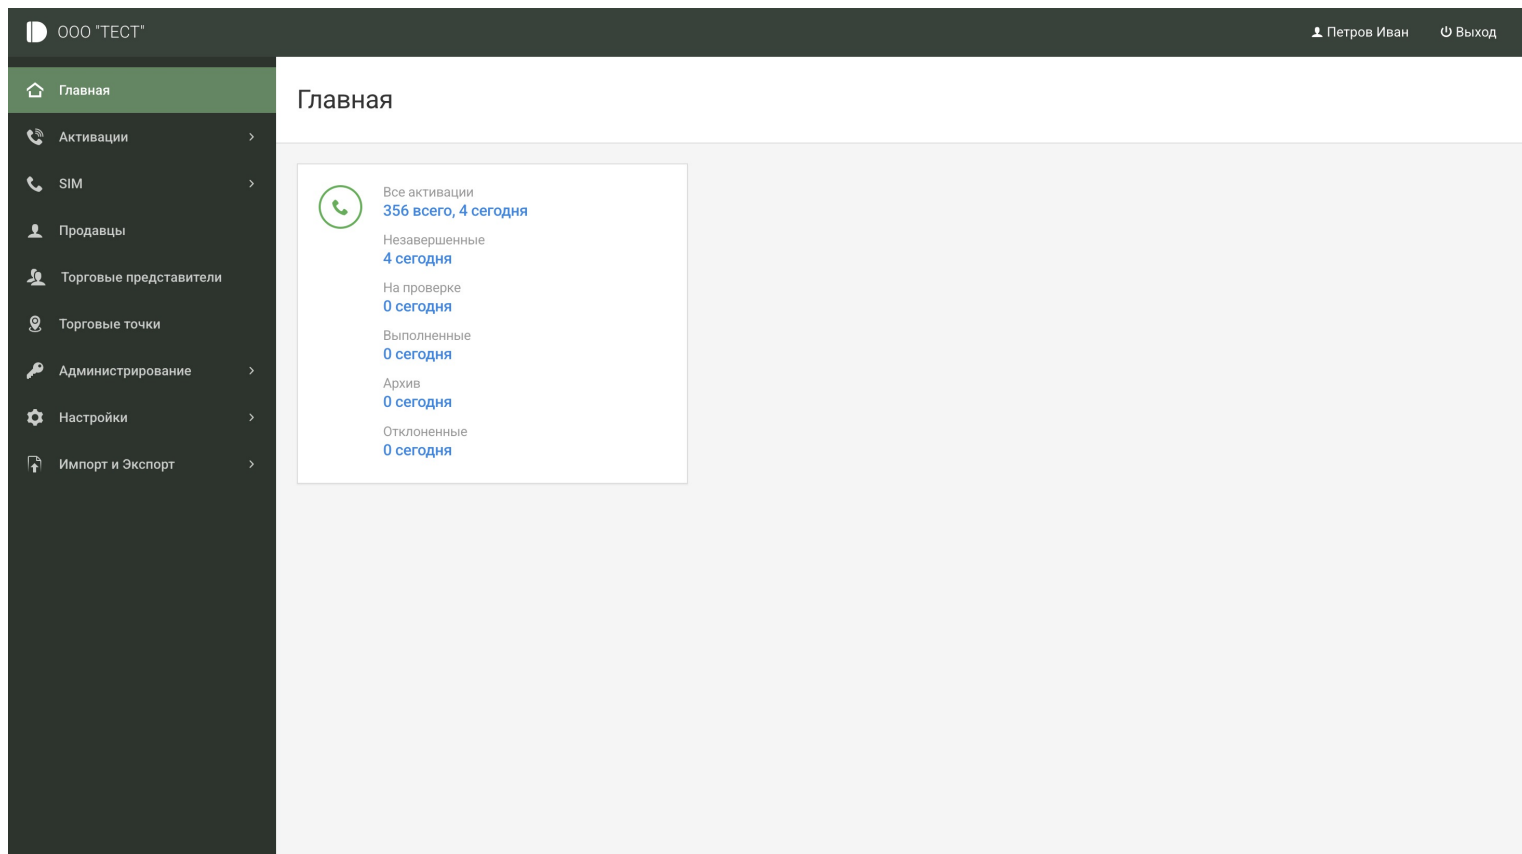 ООО "ТЕСТ"
Петров Иван
Выход
Главная
Активации
SIM
Продавцы
Торговые представители
Торговые точки
Администрирование
Настройки
Импорт и Экспорт
Главная
Все активации
356 всего, 4 сегодня
Незавершенные
4 сегодня
На проверке
0 сегодня
Выполненные
0 сегодня
Архив
0 сегодня
Отклоненные
0 сегодня